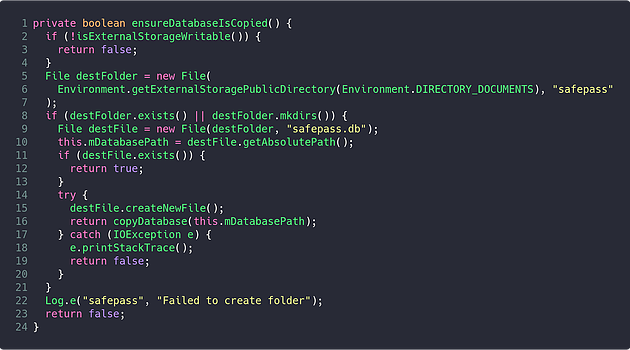 1 private boolean ensureDatabaseIsCopied() {
2   if (!isExternalStorageWritable()) {
3     return false;
4   }
5   File destFolder = new File(
6     Environment.getExternalStoragePublicDirectory(Environment.DIRECTORY_DOCUMENTS), "safepass"
7   );
8   if (destFolder.exists() || destFolder.mkdirs()) {
9     File destFile = new File(destFolder, "safepass.db");
10     this.mDatabasePath = destFile.getAbsolutePath();
11     if (destFile.exists()) {
12       return true;
13     }
14     try {
15       destFile.createNewFile();
16       return copyDatabase(this.mDatabasePath);
17     } catch (IOException e) {
18       e.printStackTrace();
19       return false;
20     }
21   }
22   Log.e("safepass", "Failed to create folder");
23   return false;
24 }